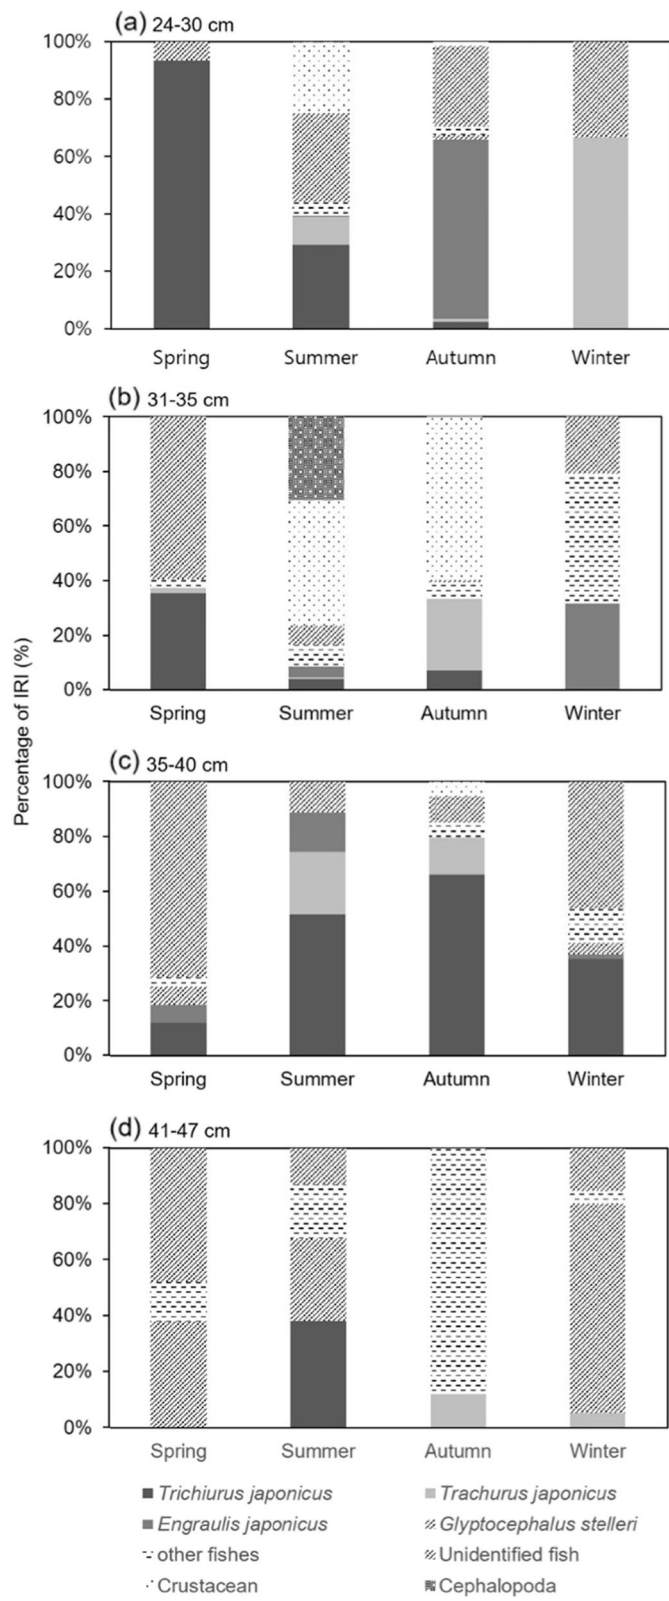 (a) 24-30 cm
100%
80%
60%
40%
20%
0%
Spring Summer Autumn Winter
(b) 31-35 cm
100%
80%
60%
40%
20%
0%
Spring Summer Autumn Winter
Percentage of IRI (%)
(c) 35-40 cm
100%
80%
60%
40%
20%
0%
Spring Summer Autumn Winter
(d) 41-47 cm
100%
80%
60%
40%
20%
0%
Spring Summer Autumn Winter
Trichiurus japonicus Trachurus japonicus
Engraulis japonicus Glyptocephalus stelleri
other fishes Unidentified fish
Crustacean Cephalopoda